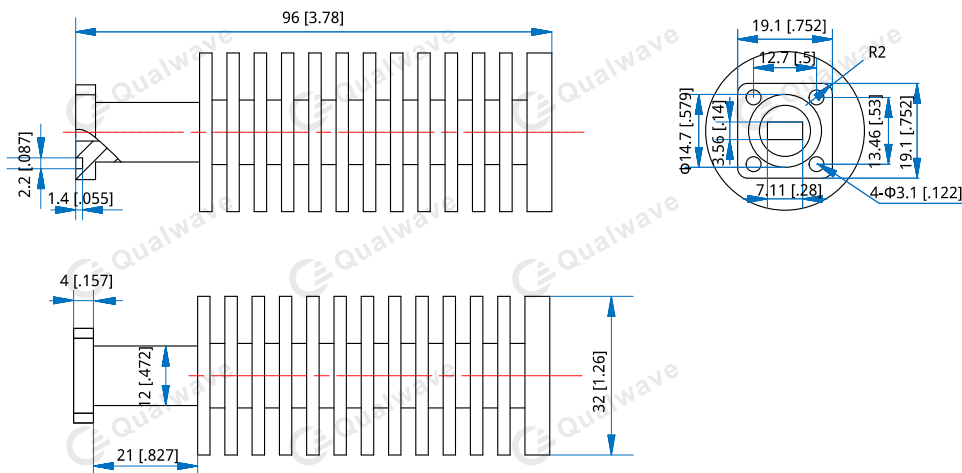 96 [3.78]
19.1 [.752]
12.7 [.5]
R2
Φ14.7 [.579]
3.56 [.14]
13.46 [.53]
19.1 [.752]
7.11 [.28]
4-Φ3.1 [.122]
2.2 [.087]
1.4 [.055]
4 [.157]
12 [.472]
32 [1.26]
21 [.827]
Qualwave
Qualwave
Qualwave
Qualwave
Qualwave
Qualwave
Qualwave
Qualwave
Qualwave